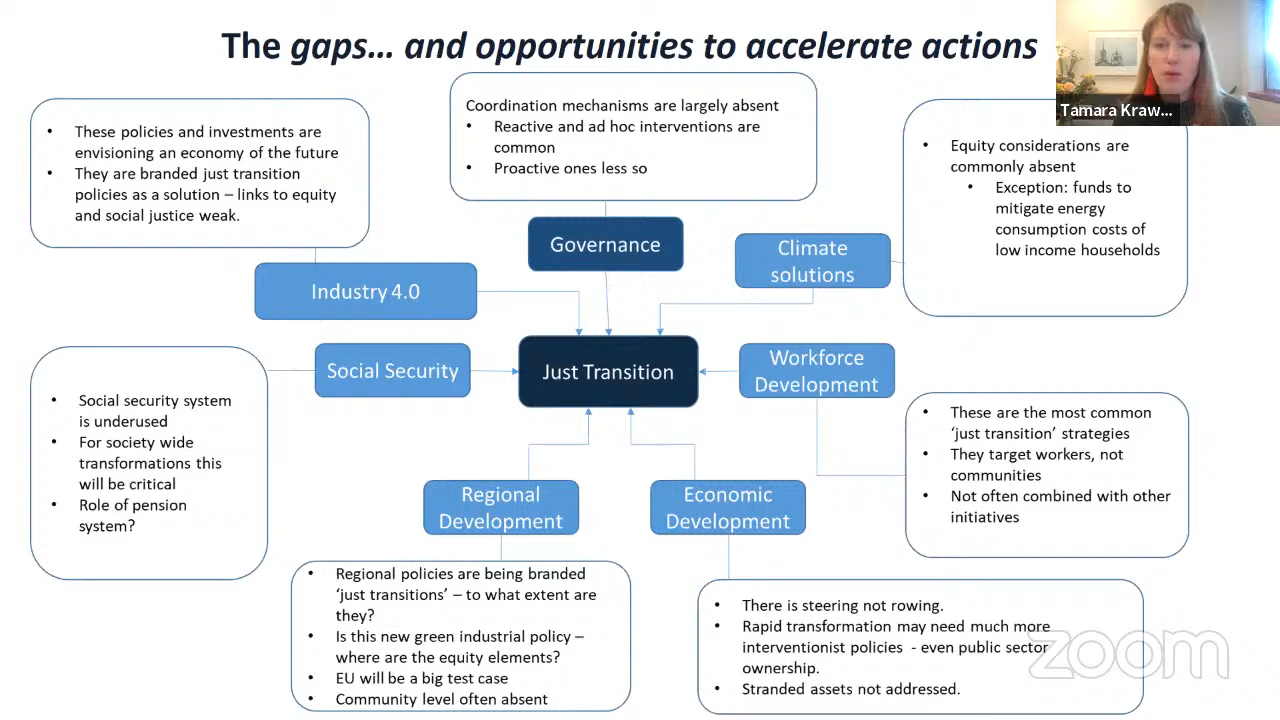 The gaps... and opportunities to accelerate actions
Tamara Kraw...
• These policies and investments are
envisioning an economy of the future
• They are branded just transition
policies as a solution – links to equity
and social justice weak.
Coordination mechanisms are largely absent
• Reactive and ad hoc interventions are
common
• Proactive ones less so
• Equity considerations are
commonly absent
• Exception: funds to
mitigate energy
consumption costs of
low income households
Governance
Climate
solutions
Industry 4.0
Social Security
Just Transition
Workforce
Development
• Social security system
is underused
• For society wide
transformations this
will be critical
• Role of pension
system?
• These are the most common
‘just transition’ strategies
• They target workers, not
communities
• Not often combined with other
initiatives
Regional
Development
Economic
Development
• Regional policies are being branded
‘just transitions’ – to what extent are
they?
• Is this new green industrial policy –
where are the equity elements?
• EU will be a big test case
• Community level often absent
• There is steering not rowing.
• Rapid transformation may need much more
interventionist policies - even public sector
ownership.
• Stranded assets not addressed.
zoom